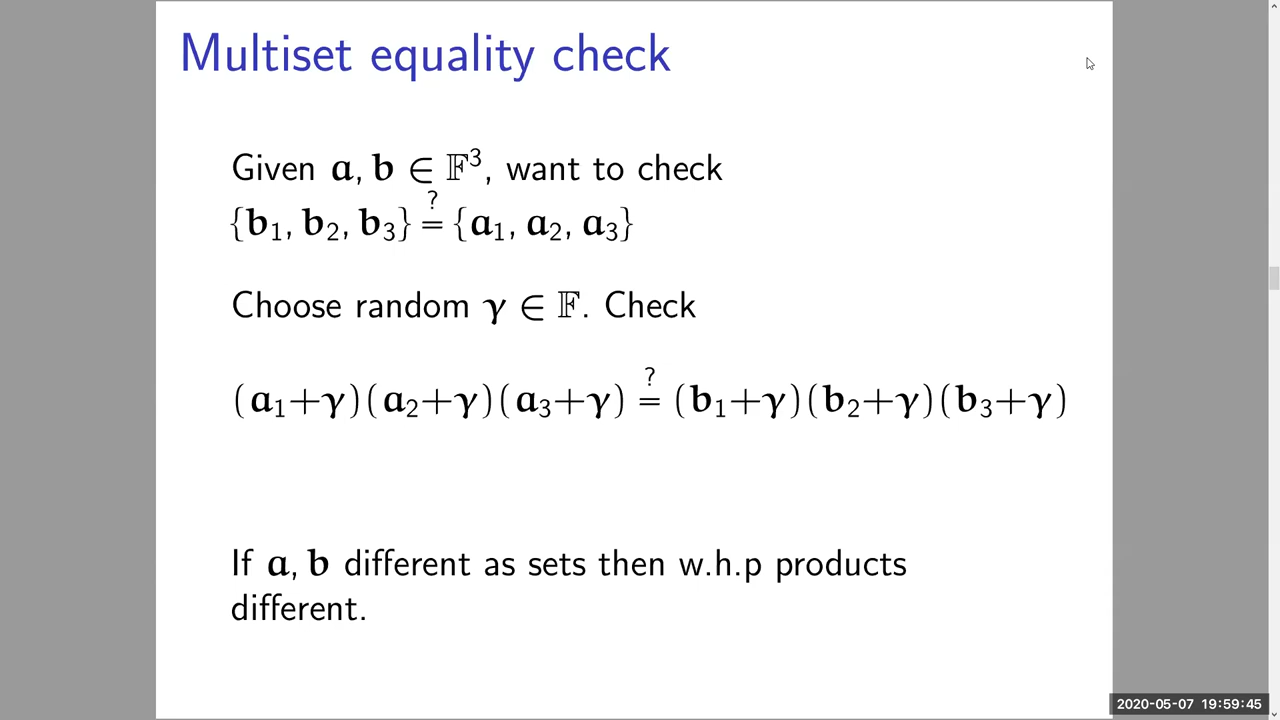 Multiset equality check
Given a, b ∈ 𝔽³, want to check
{b₁, b₂, b₃} ≟ {a₁, a₂, a₃}
Choose random γ ∈ 𝔽. Check
(a₁+γ)(a₂+γ)(a₃+γ) ≟ (b₁+γ)(b₂+γ)(b₃+γ)
If a, b different as sets then w.h.p products
different.
2020-05-07 19:59:45